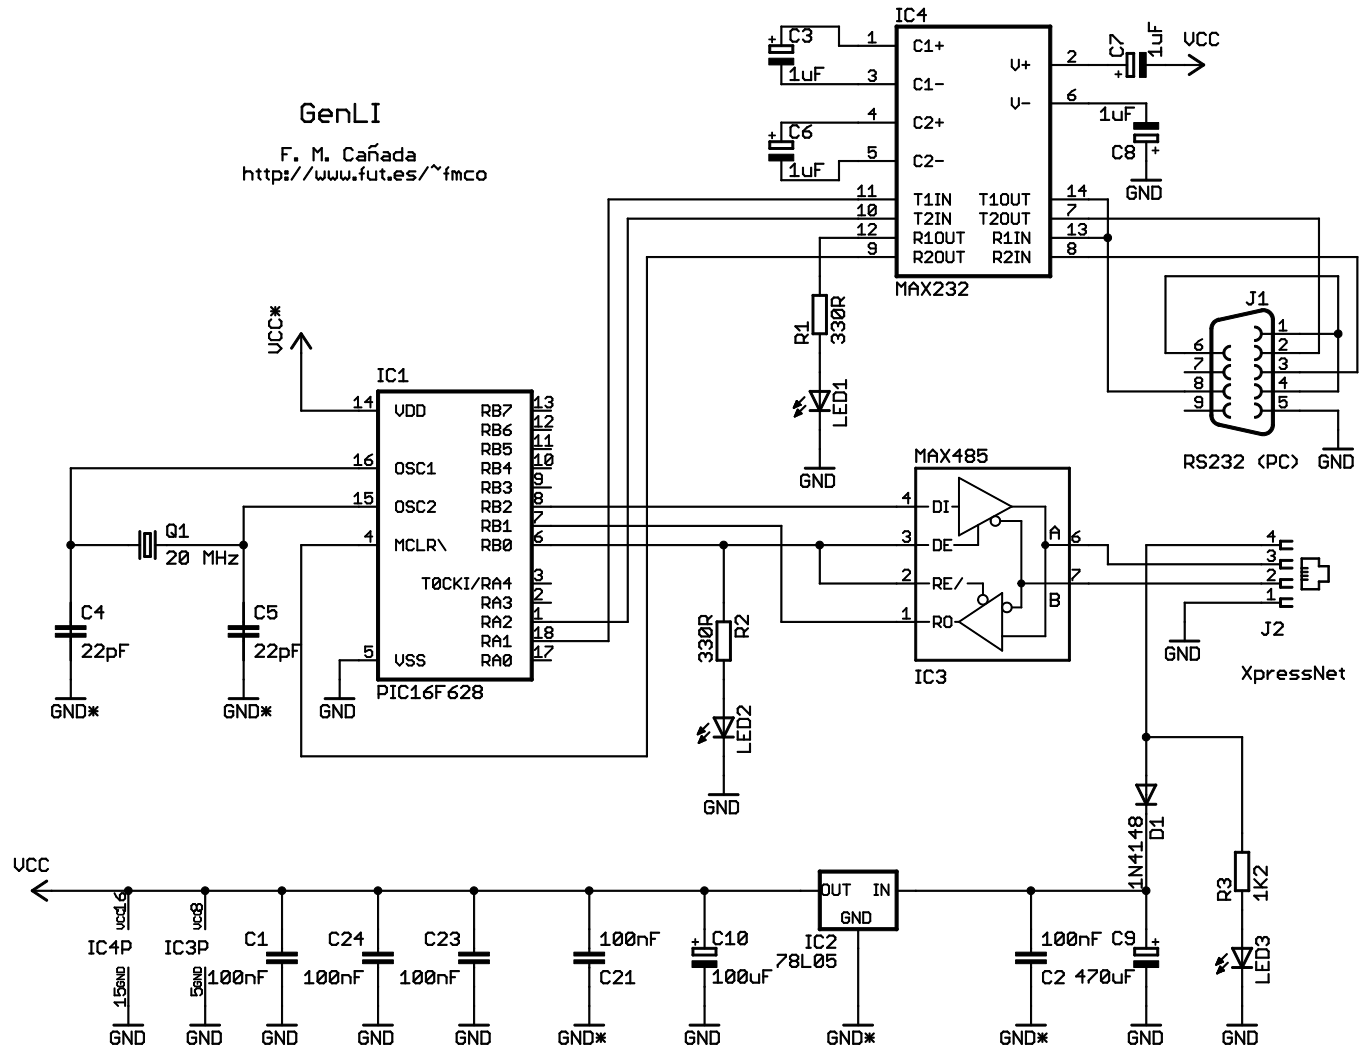 GenLI
F. M. Cañada
http://www.fut.es/~fmco
IC4
C3
1uF
C6
1uF
1
3
4
5
11
10
12
9
C1+
C1-
C2+
C2-
T1IN
T2IN
R1OUT
R2OUT
V+
V-
T1OUT
T2OUT
R1IN
R2IN
2
6
14
7
13
8
MAX232
C7
1uF
VCC
1uF
C8
GND
R1
330R
LED1
GND
J1
1
2
3
4
5
6
7
8
9
RS232 (PC)
GND
VCC*
IC1
14
16
15
4
5
VDD
OSC1
OSC2
MCLR\
VSS
RB7
RB6
RB5
RB4
RB3
RB2
RB1
RB0
T0CKI/RA4
RA3
RA2
RA1
RA0
13
12
11
10
9
8
7
6
3
2
1
18
17
PIC16F628
GND
Q1
20 MHz
C4
22pF
GND*
C5
22pF
GND*
MAX485
4
3
2
1
DI
DE
RE/
RO
A
B
6
7
IC3
330R
R2
LED2
GND
4
3
2
1
J2
GND
XpressNet
1N4148
D1
R3
1K2
LED3
GND
VCC
VCC
16
IC4P
15
GND
GND
VCC
8
IC3P
5
GND
GND
C1
100nF
GND
C24
100nF
GND
C23
100nF
GND
100nF
C21
GND*
C10
100uF
GND
OUT
IN
GND
IC2
78L05
GND*
100nF
C2
GND*
C9
470uF
GND